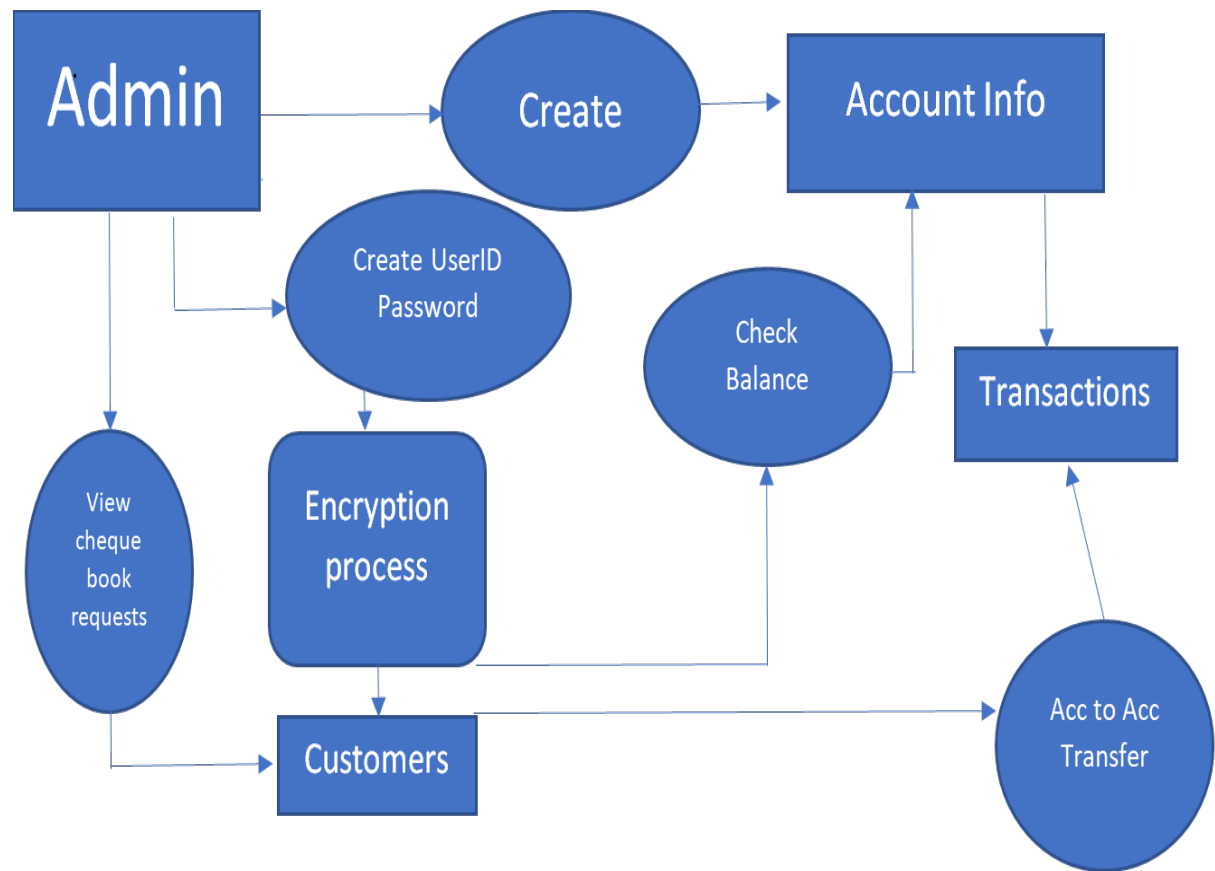 Admin
Create
Account Info
Create UserID
Password
Check
Balance
Transactions
View
cheque
book
requests
Encryption
process
Customers
Acc to Acc
Transfer